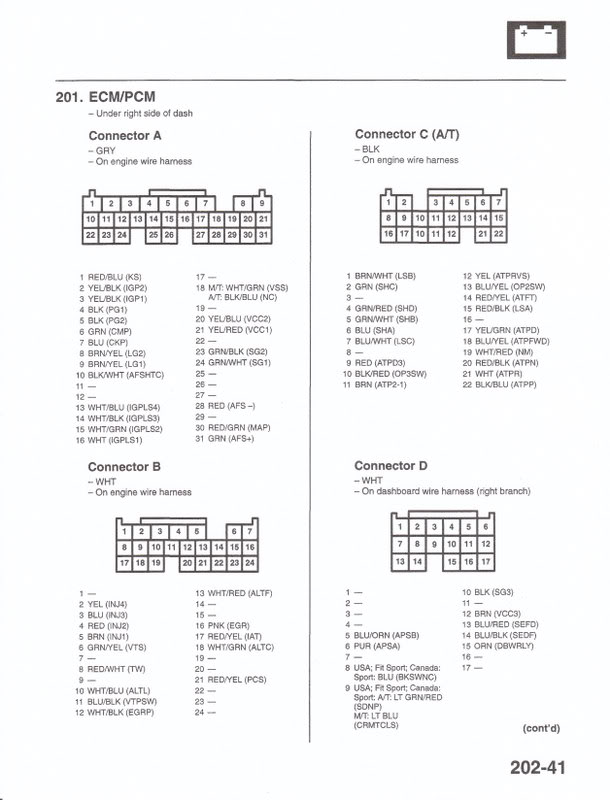 + −
201. ECM/PCM
– Under right side of dash
Connector A
– GRY
– On engine wire harness
1 2 3 4 5 6 7 8 9
10 11 12 13 14 15 16 17 18 19 20 21
22 23 24 25 26 27 28 29 30 31
1 RED/BLU (KS)
2 YEL/BLK (IGP2)
3 YEL/BLK (IGP1)
4 BLK (PG1)
5 BLK (PG2)
6 GRN (CMP)
7 BLU (CKP)
8 BRN/YEL (LG2)
9 BRN/YEL (LG1)
10 BLK/WHT (AFSHTC)
11 —
12 —
13 WHT/BLU (IGPLS4)
14 WHT/BLK (IGPLS3)
15 WHT/GRN (IGPLS2)
16 WHT (IGPLS1)
17 —
18 M/T: WHT/GRN (VSS)
A/T: BLK/BLU (NC)
19 —
20 YEL/BLU (VCC2)
21 YEL/RED (VCC1)
22 —
23 GRN/BLK (SG2)
24 GRN/WHT (SG1)
25 —
26 —
27 —
28 RED (AFS –)
29 —
30 RED/GRN (MAP)
31 GRN (AFS+)
Connector B
– WHT
– On engine wire harness
1 2 3 4 5 6 7
8 9 10 11 12 13 14 15 16
17 18 19 20 21 22 23 24
1 —
2 YEL (INJ4)
3 BLU (INJ3)
4 RED (INJ2)
5 BRN (INJ1)
6 GRN/YEL (VTS)
7 —
8 RED/WHT (TW)
9 —
10 WHT/BLU (ALTL)
11 BLU/BLK (VTPSW)
12 WHT/BLK (EGRP)
13 WHT/RED (ALTF)
14 —
15 —
16 PNK (EGR)
17 RED/YEL (IAT)
18 WHT/GRN (ALTC)
19 —
20 —
21 RED/YEL (PCS)
22 —
23 —
24 —
Connector C (A/T)
– BLK
– On engine wire harness
1 2 3 4 5 6 7
8 9 10 11 12 13 14 15
16 17 10 11 12 21 22
1 BRN/WHT (LSB)
2 GRN (SHC)
3 —
4 GRN/RED (SHD)
5 GRN/WHT (SHB)
6 BLU (SHA)
7 BLU/WHT (LSC)
8 —
9 RED (ATPD3)
10 BLK/RED (OP3SW)
11 BRN (ATP2-1)
12 YEL (ATPRVS)
13 BLU/YEL (OP2SW)
14 RED/YEL (ATFT)
15 RED/BLK (LSA)
16 —
17 YEL/GRN (ATPD)
18 BLU/YEL (ATPFWD)
19 WHT/RED (NM)
20 RED/BLK (ATPN)
21 WHT (ATPR)
22 BLK/BLU (ATPP)
Connector D
– WHT
– On dashboard wire harness (right branch)
1 2 3 4 5 6
7 8 9 10 11 12
13 14 15 16 17
1 —
2 —
3 —
4 —
5 BLU/ORN (APSB)
6 PUR (APSA)
7 —
8 USA; Fit Sport; Canada:
Sport: BLU (BKSWNC)
9 USA; Fit Sport; Canada:
Sport: A/T: LT GRN/RED
(SDNP)
M/T: LT BLU
(CRMTCLS)
10 BLK (SG3)
11 —
12 BRN (VCC3)
13 BLU/RED (SEFD)
14 BLU/BLK (SEDF)
15 ORN (DBWRLY)
16 —
17 —
(cont'd)
202-41